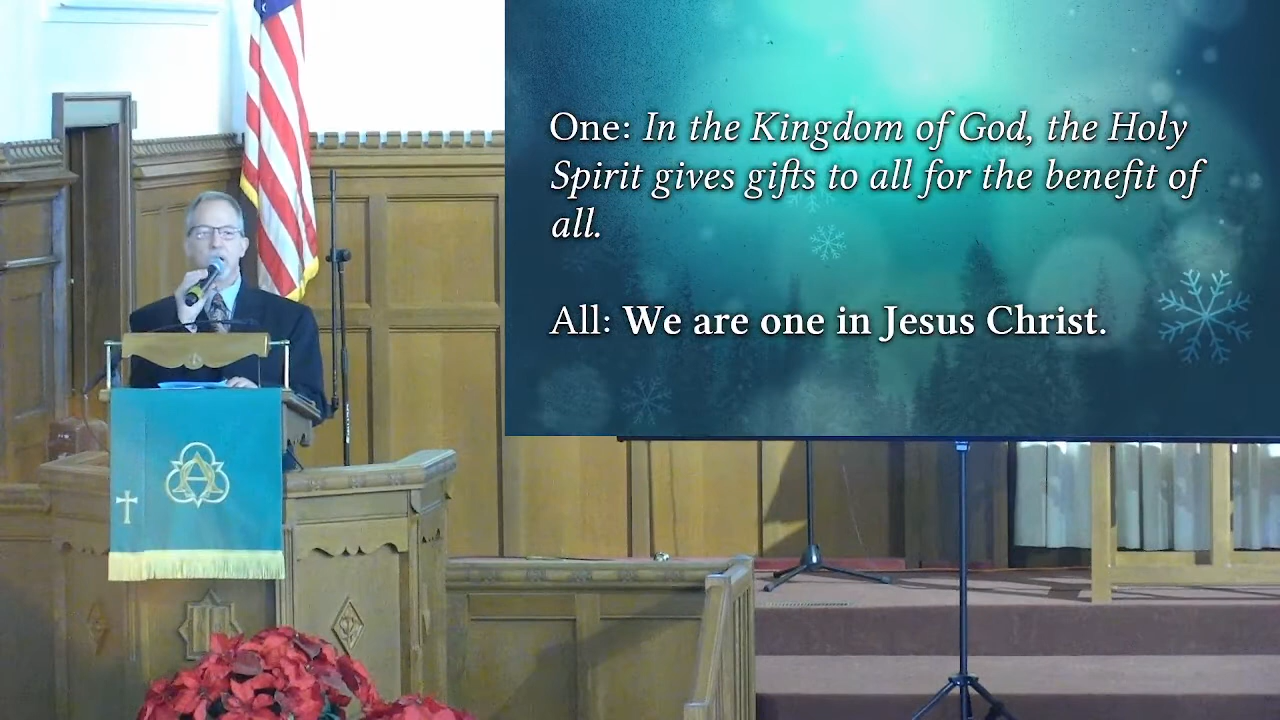 One: In the Kingdom of God, the Holy
Spirit gives gifts to all for the benefit of
all.
All: We are one in Jesus Christ.